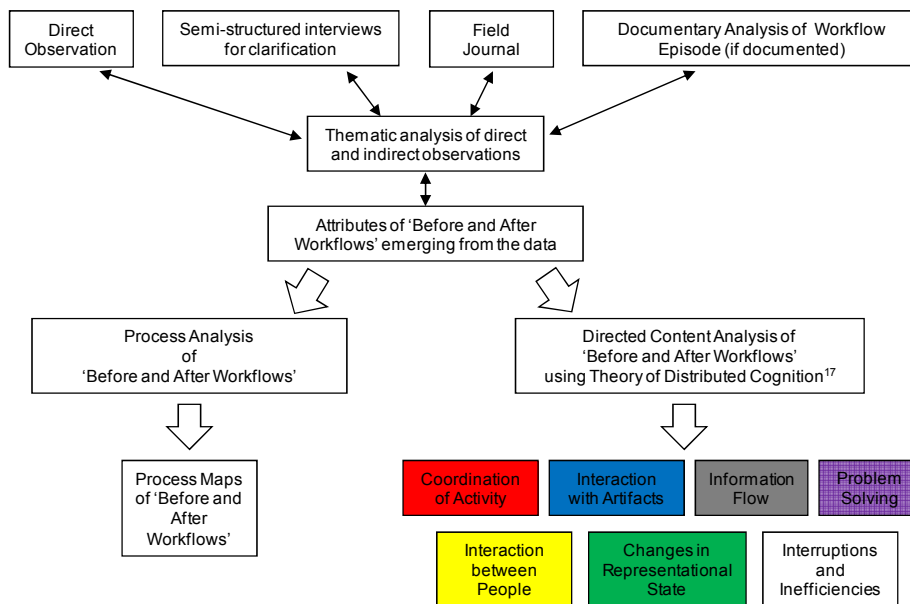 Direct
Observation
Semi-structured interviews
for clarification
Field
Journal
Documentary Analysis of Workflow
Episode (if documented)
Thematic analysis of direct
and indirect observations
Attributes of ‘Before and After
Workflows’ emerging from the data
Process Analysis
of
‘Before and After Workflows’
Directed Content Analysis of
‘Before and After Workflows’
using Theory of Distributed Cognition¹⁷
Process Maps
of ‘Before and
After
Workflows’
Coordination
of Activity
Interaction
with Artifacts
Information
Flow
Problem
Solving
Interaction
between
People
Changes in
Representational
State
Interruptions
and
Inefficiencies